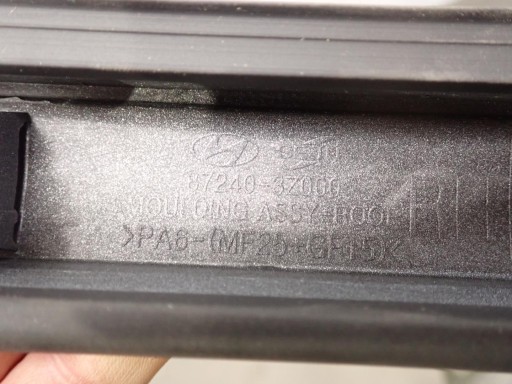 87240-3Z000
MOULDING ASSY-ROOF
>PA6-(MF25+GF15)<